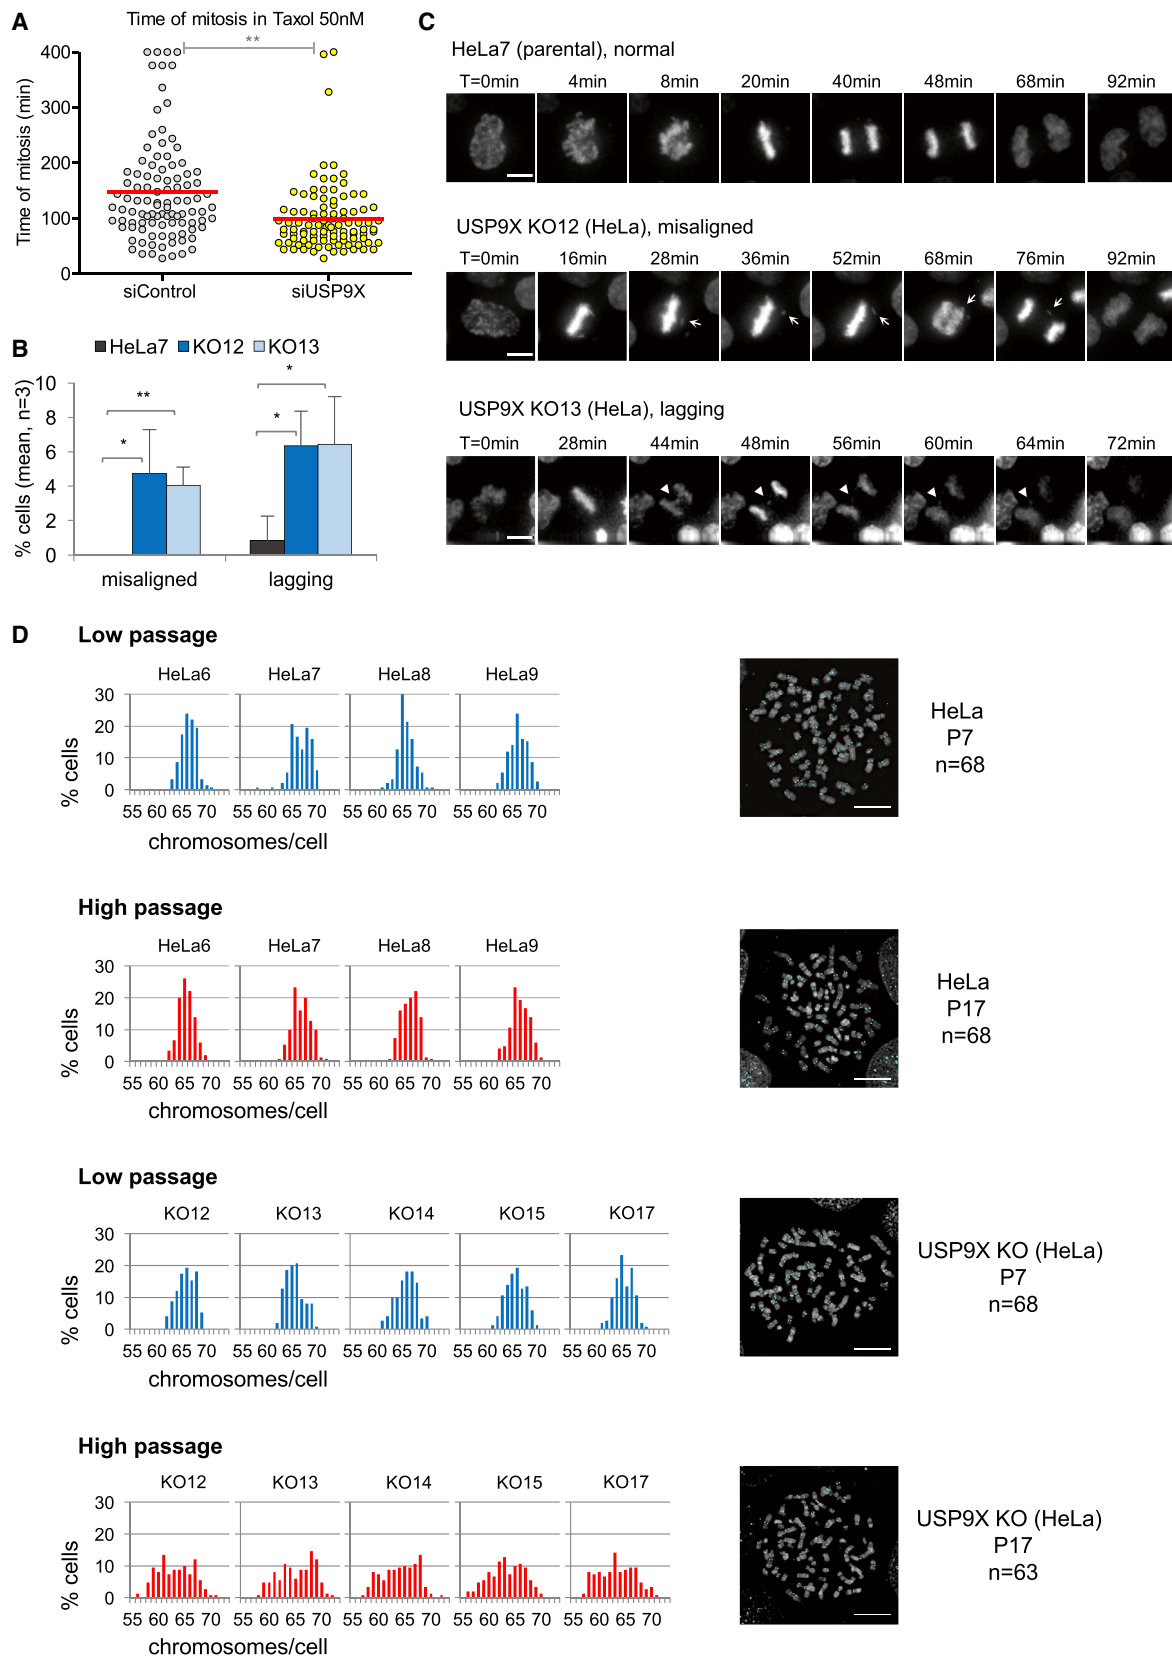 A
Time of mitosis in Taxol 50nM
**
Time of mitosis (min)
400
300
200
100
0
siControl
siUSP9X
B
HeLa7 KO12 KO13
% cells (mean, n=3)
10
8
6
4
2
0
*
**
*
*
misaligned
lagging
C
HeLa7 (parental), normal
T=0min 4min 8min 20min 40min 48min 68min 92min
USP9X KO12 (HeLa), misaligned
T=0min 16min 28min 36min 52min 68min 76min 92min
USP9X KO13 (HeLa), lagging
T=0min 28min 44min 48min 56min 60min 64min 72min
D
Low passage
HeLa6 HeLa7 HeLa8 HeLa9
% cells
30
20
10
0
55 60 65 70 55 60 65 70 55 60 65 70 55 60 65 70
chromosomes/cell
HeLa
P7
n=68
High passage
HeLa6 HeLa7 HeLa8 HeLa9
% cells
30
20
10
0
55 60 65 70 55 60 65 70 55 60 65 70 55 60 65 70
chromosomes/cell
HeLa
P17
n=68
Low passage
KO12 KO13 KO14 KO15 KO17
% cells
30
20
10
0
55 60 65 70 55 60 65 70 55 60 65 70 55 60 65 70 55 60 65 70
chromosomes/cell
USP9X KO (HeLa)
P7
n=68
High passage
KO12 KO13 KO14 KO15 KO17
% cells
30
20
10
0
55 60 65 70 55 60 65 70 55 60 65 70 55 60 65 70 55 60 65 70
chromosomes/cell
USP9X KO (HeLa)
P17
n=63